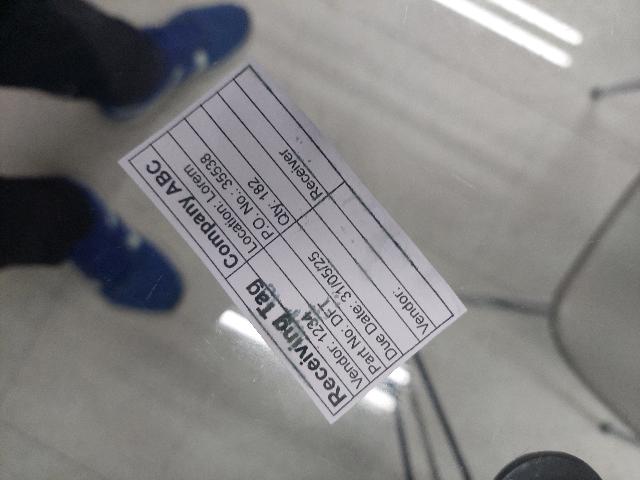 Receiving Tag
Company ABC
Vendor: 1234
Location: Lorem
Part No: DFT
P.O. No.: 35538
Due Date: 31/05/25
Qty: 182
Vendor:
Receiver